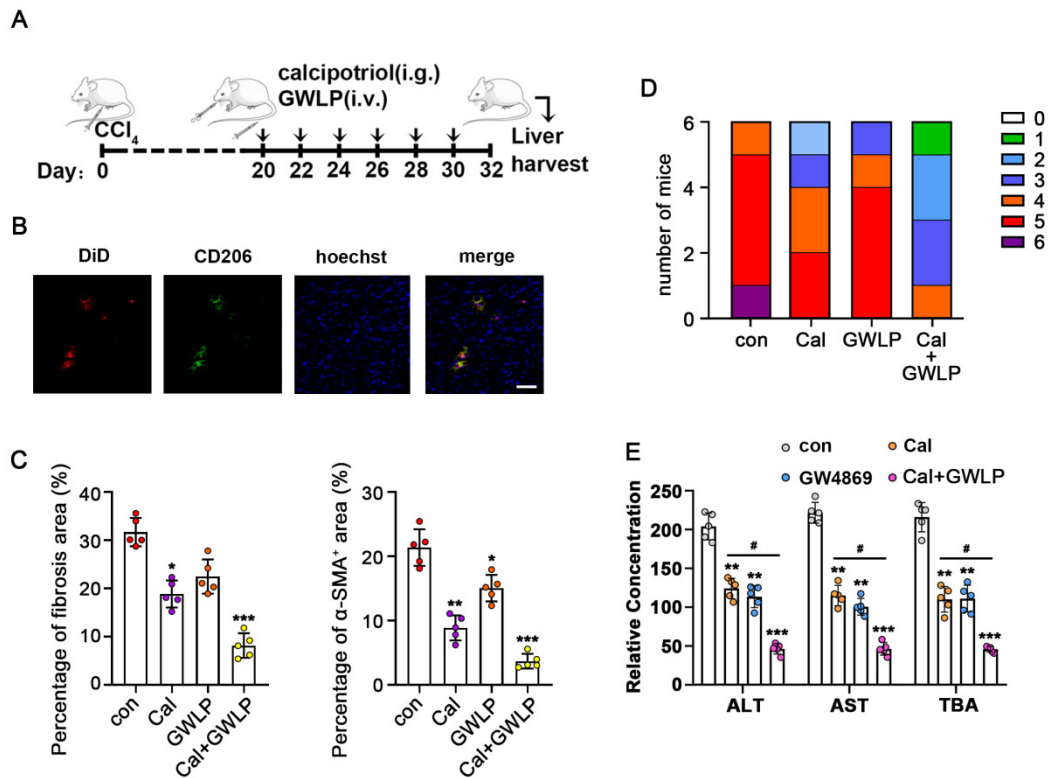 A
calcipotriol(i.g.)
GWLP(i.v.)
CCl4
Liver
harvest
Day: 0 20 22 24 26 28 30 32
B
DiD CD206 hoechst merge
C
Percentage of fibrosis area (%)
40
30
20
10
0
* ***
con Cal GWLP Cal+GWLP
Percentage of α-SMA+ area (%)
30
20
10
0
** * ***
con Cal GWLP Cal+GWLP
D
number of mice
6
4
2
0
con Cal GWLP Cal
+
GWLP
0
1
2
3
4
5
6
E
con Cal
GW4869 Cal+GWLP
Relative Concentration
250
200
150
100
50
0
# # #
** ** *** ** ** *** ** ** ***
ALT AST TBA